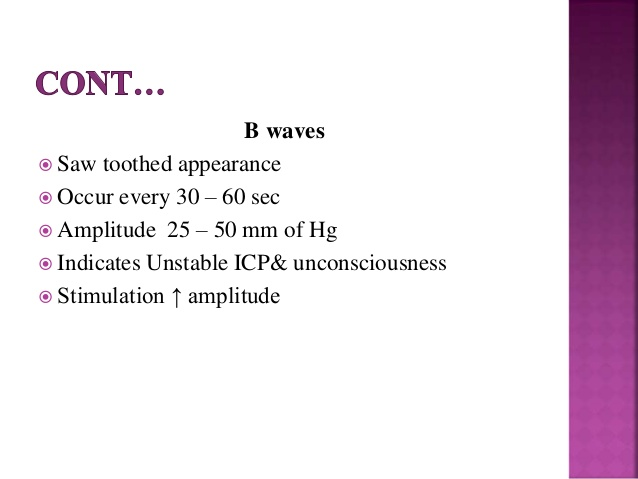 CONT...
B waves
Saw toothed appearance
Occur every 30 – 60 sec
Amplitude 25 – 50 mm of Hg
Indicates Unstable ICP& unconsciousness
Stimulation ↑ amplitude